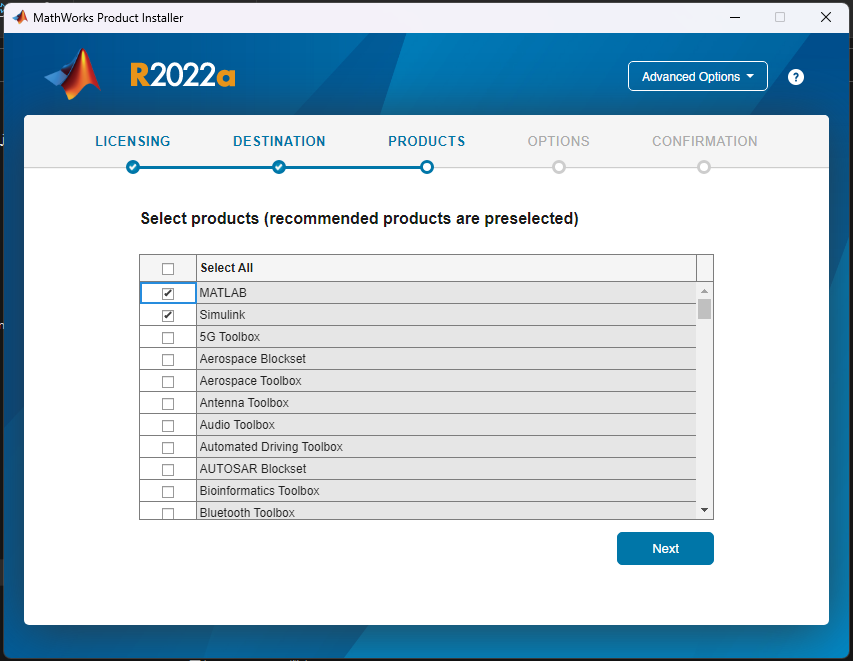 MathWorks Product Installer
R2022a
Advanced Options
?
LICENSING DESTINATION PRODUCTS OPTIONS CONFIRMATION
Select products (recommended products are preselected)
Select All
MATLAB
Simulink
5G Toolbox
Aerospace Blockset
Aerospace Toolbox
Antenna Toolbox
Audio Toolbox
Automated Driving Toolbox
AUTOSAR Blockset
Bioinformatics Toolbox
Bluetooth Toolbox
Next